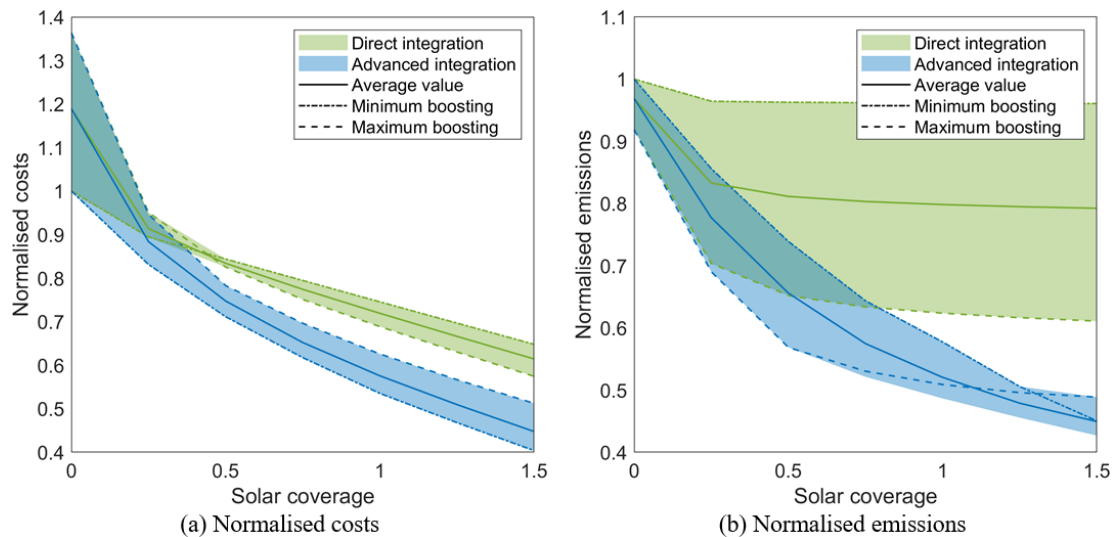 1.4
1.3
1.2
1.1
1
0.9
0.8
0.7
0.6
0.5
0.4
Normalised costs
0
0.5
1
1.5
Solar coverage
Direct integration
Advanced integration
Average value
Minimum boosting
Maximum boosting
(a) Normalised costs
1.1
1
0.9
0.8
0.7
0.6
0.5
0.4
Normalised emissions
0
0.5
1
1.5
Solar coverage
Direct integration
Advanced integration
Average value
Minimum boosting
Maximum boosting
(b) Normalised emissions